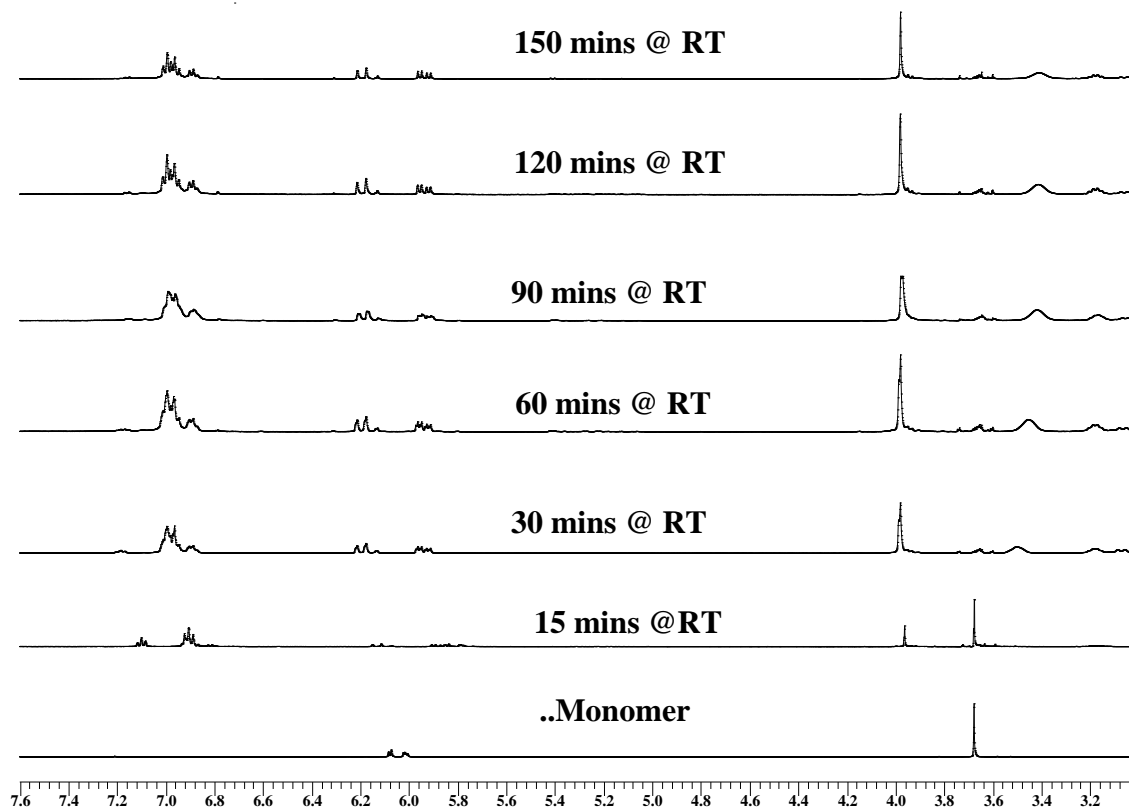 150 mins @ RT
120 mins @ RT
90 mins @ RT
60 mins @ RT
30 mins @ RT
15 mins @RT
..Monomer
7.6 7.4 7.2 7.0 6.8 6.6 6.4 6.2 6.0 5.8 5.6 5.4 5.2 5.0 4.8 4.6 4.4 4.2 4.0 3.8 3.6 3.4 3.2